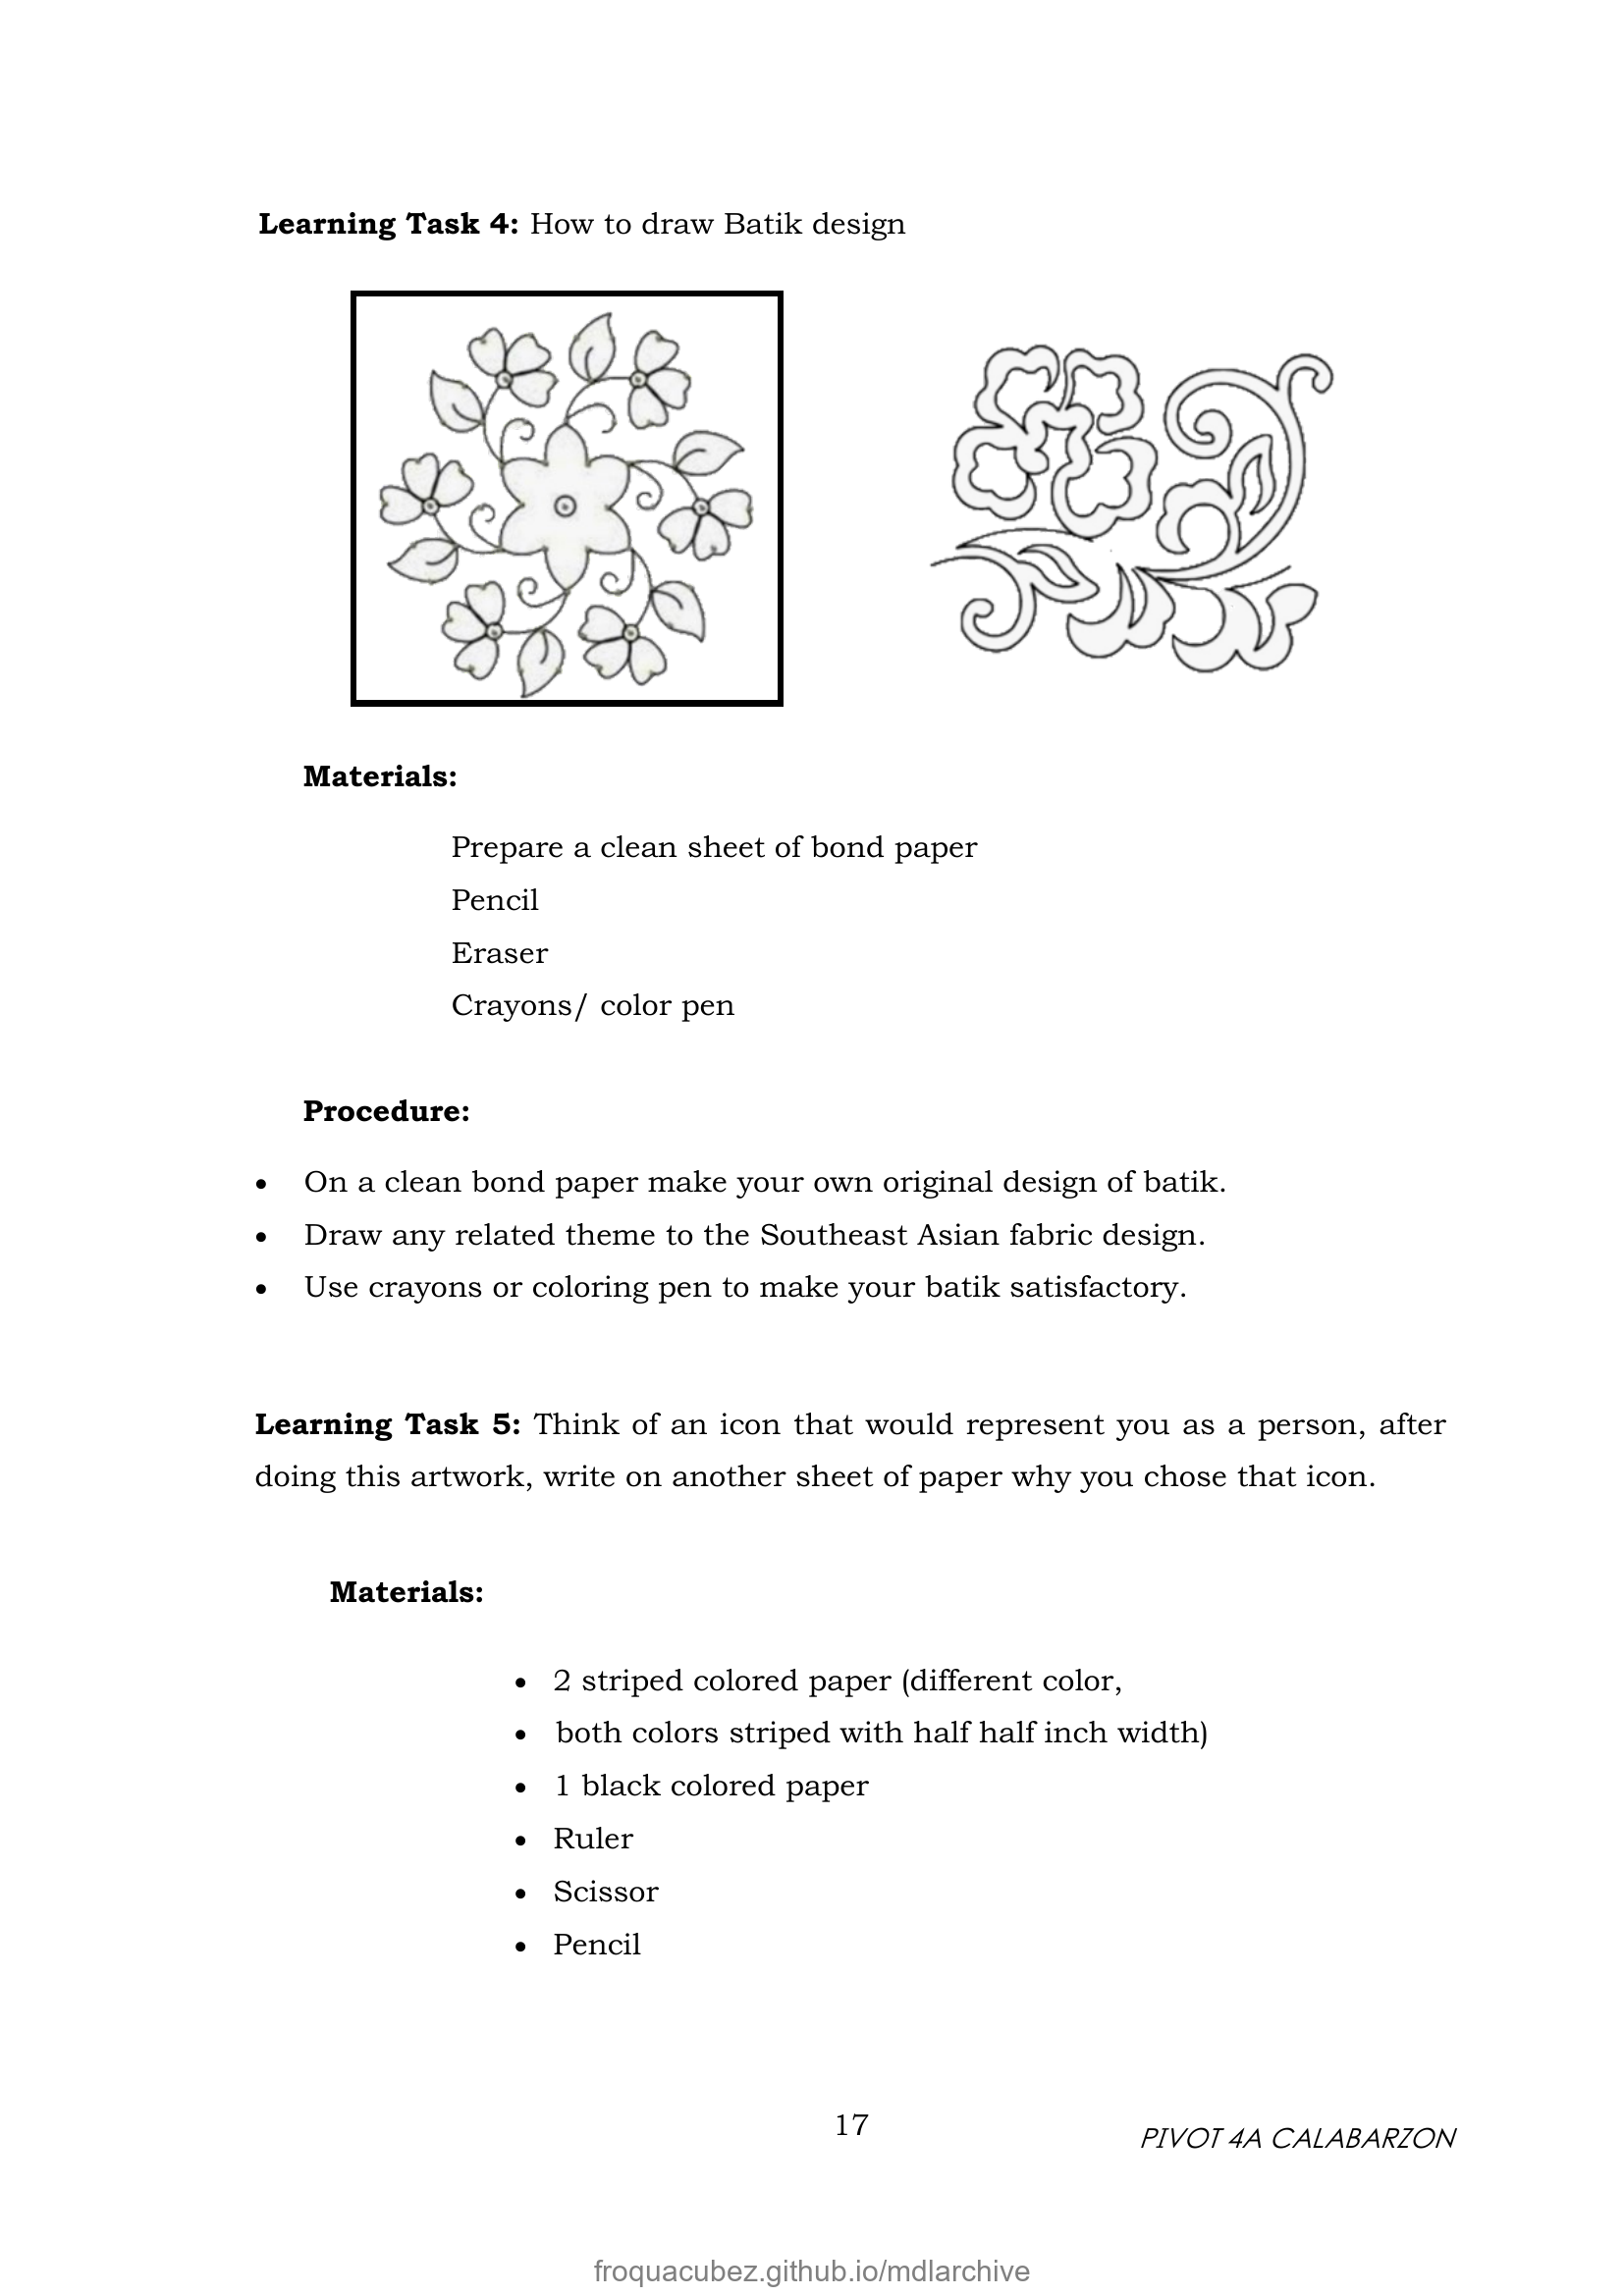 Learning Task 4: How to draw Batik design
Materials:
Prepare a clean sheet of bond paper
Pencil
Eraser
Crayons/ color pen
Procedure:
• On a clean bond paper make your own original design of batik.
• Draw any related theme to the Southeast Asian fabric design.
• Use crayons or coloring pen to make your batik satisfactory.
Learning Task 5: Think of an icon that would represent you as a person, after
doing this artwork, write on another sheet of paper why you chose that icon.
Materials:
• 2 striped colored paper (different color,
• both colors striped with half half inch width)
• 1 black colored paper
• Ruler
• Scissor
• Pencil
17
PIVOT 4A CALABARZON
froquacubez.github.io/mdlarchive